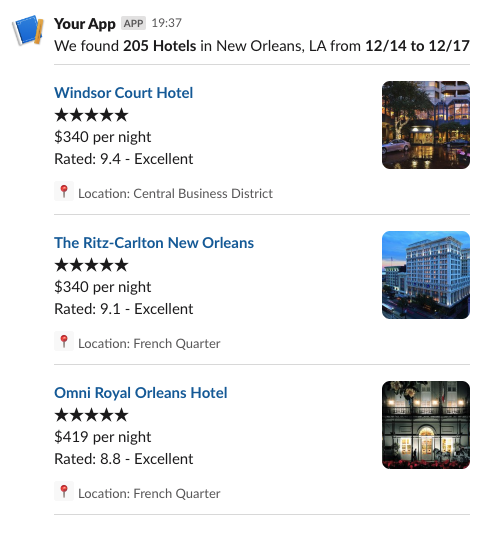 Your App APP 19:37
We found 205 Hotels in New Orleans, LA from 12/14 to 12/17
Windsor Court Hotel
★★★★★
$340 per night
Rated: 9.4 - Excellent
Location: Central Business District
The Ritz-Carlton New Orleans
★★★★★
$340 per night
Rated: 9.1 - Excellent
Location: French Quarter
Omni Royal Orleans Hotel
★★★★★
$419 per night
Rated: 8.8 - Excellent
Location: French Quarter